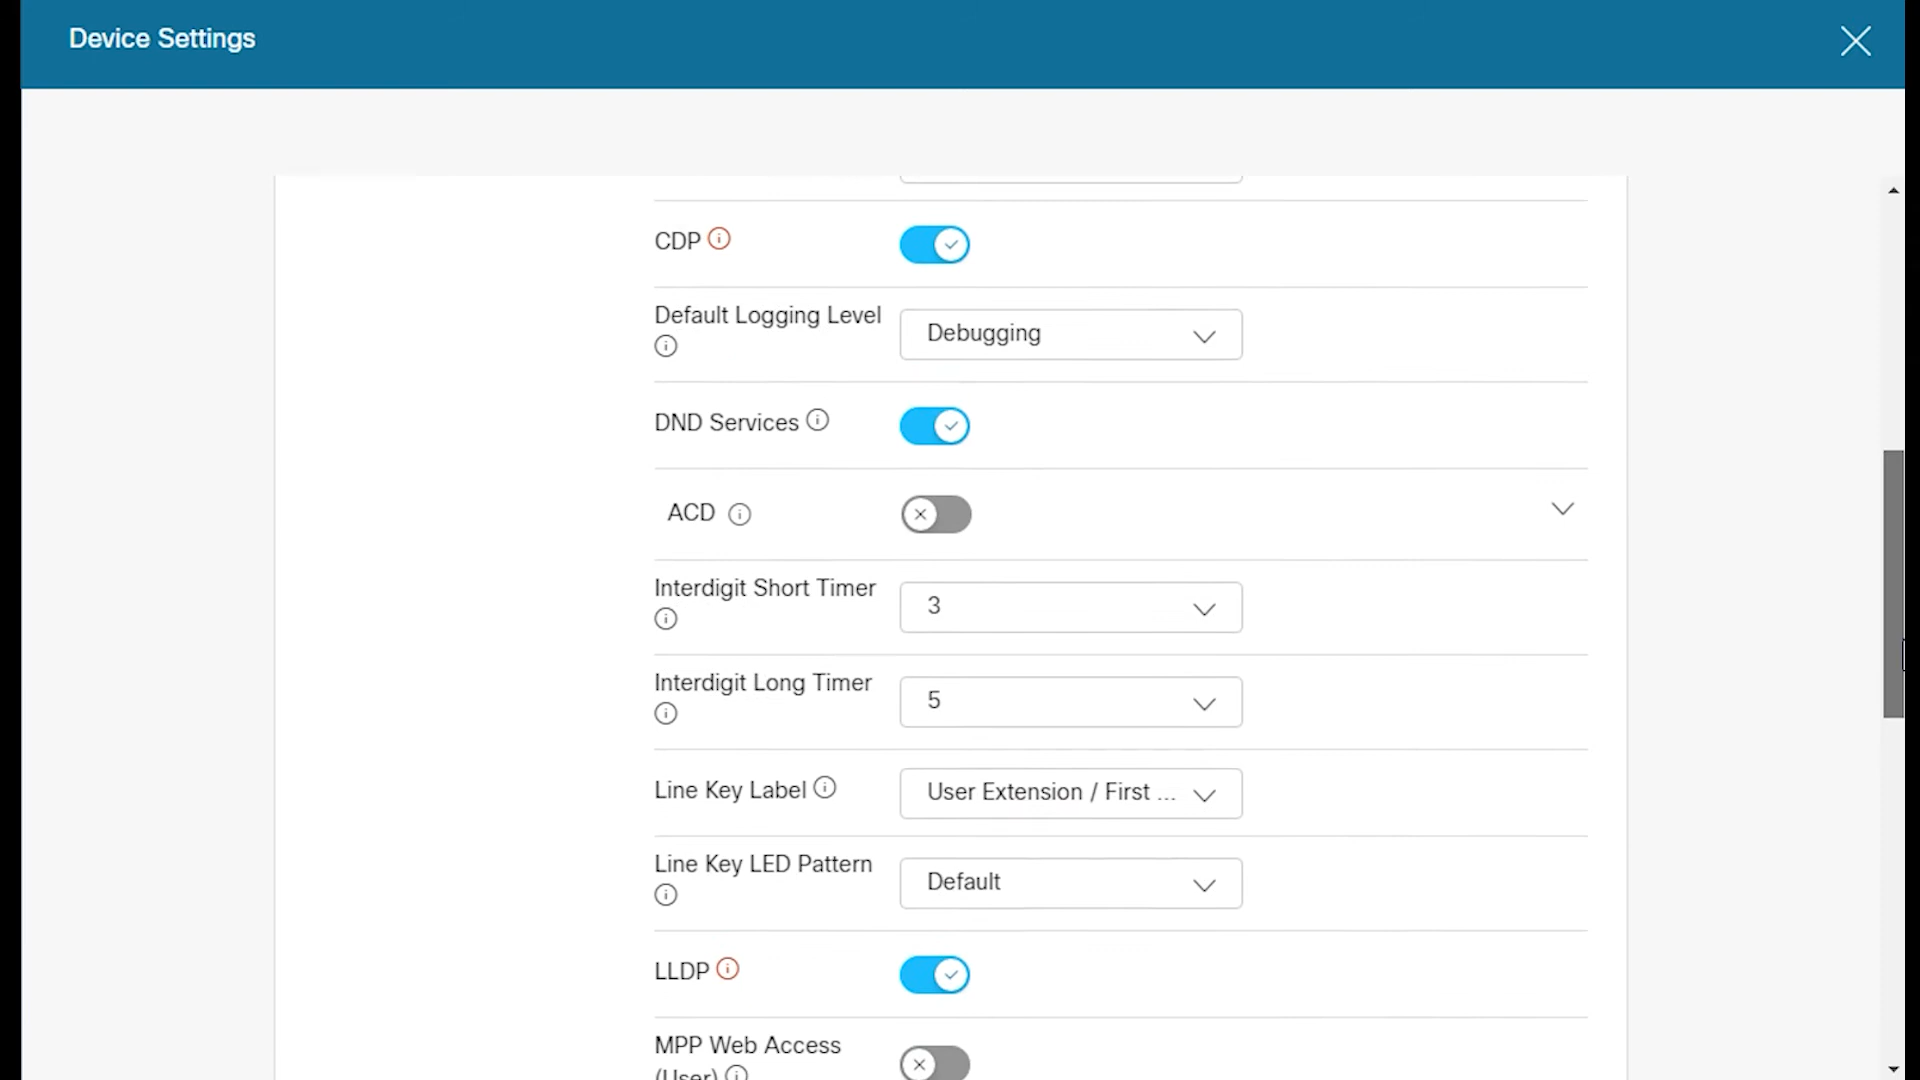 Device Settings
CDP
Default Logging Level
Debugging
DND Services
ACD
Interdigit Short Timer
3
Interdigit Long Timer
5
Line Key Label
User Extension / First ...
Line Key LED Pattern
Default
LLDP
MPP Web Access
(User)